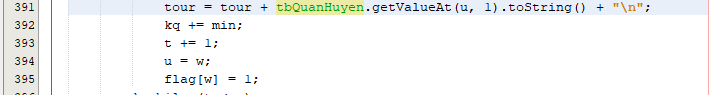 391 tour = tour + tbQuanHuyen.getValueAt(u, 1).toString() + "\n";
392 kq += min;
393 t += 1;
394 u = w;
395 flag[w] = 1;